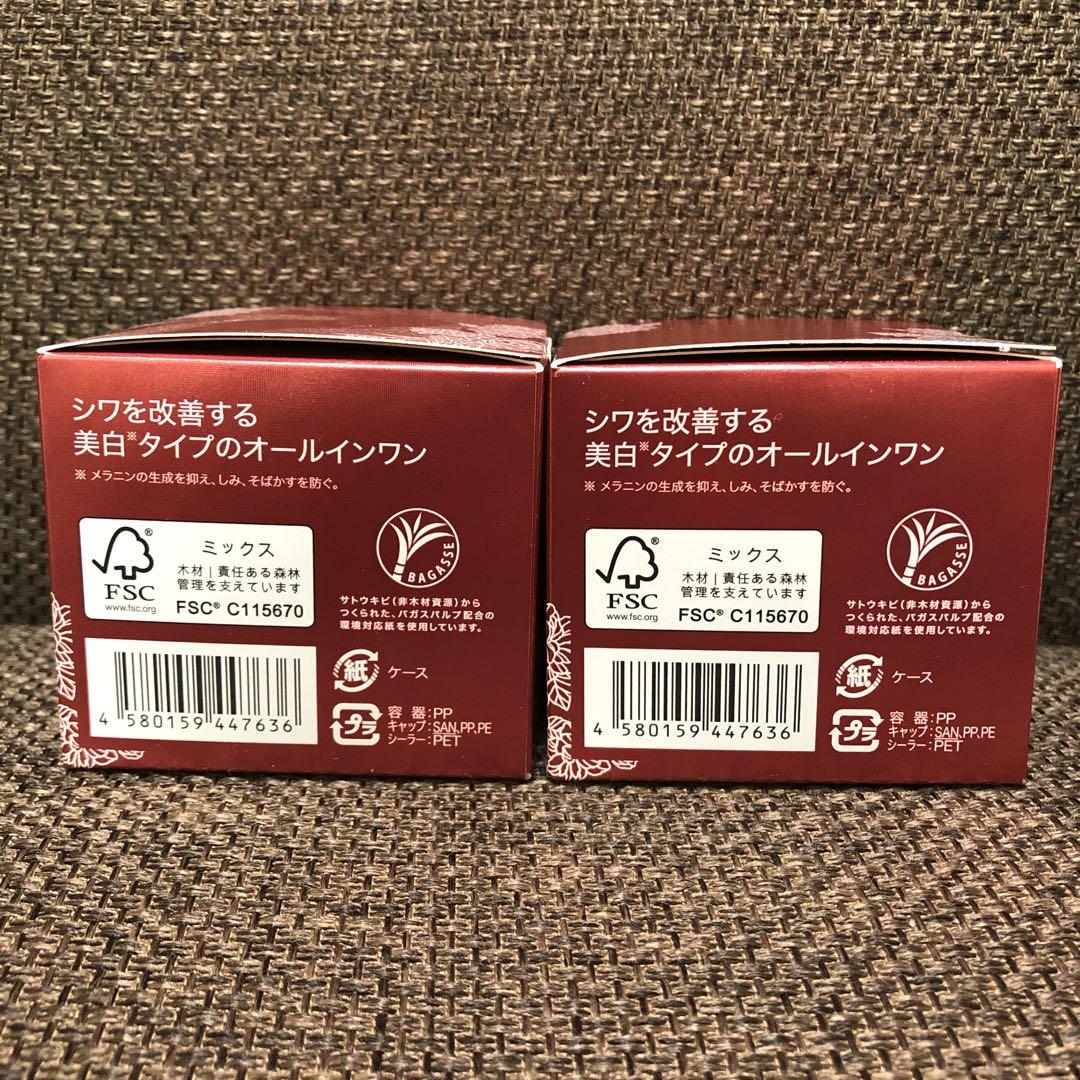 シワを改善する
美白※タイプのオールインワン
※ メラニンの生成を抑え、しみ、そばかすを防ぐ。
FSC®
www.fsc.org
ミックス
木材 | 責任ある森林
管理を支えています
FSC® C115670
BAGASSE
サトウキビ(非木材資源)から
つくられた、バガスパルプ配合の
環境対応紙を使用しています。
4 580159 447636
紙 ケース
プラ
容 器:PP
キャップ:SAN,PP,PE
シーラー:PET
シワを改善する
美白※タイプのオールインワン
※ メラニンの生成を抑え、しみ、そばかすを防ぐ。
FSC®
www.fsc.org
ミックス
木材 | 責任ある森林
管理を支えています
FSC® C115670
BAGASSE
サトウキビ(非木材資源)から
つくられた、バガスパルプ配合の
環境対応紙を使用しています。
4 580159 447636
紙 ケース
プラ
容 器:PP
キャップ:SAN,PP,PE
シーラー:PET